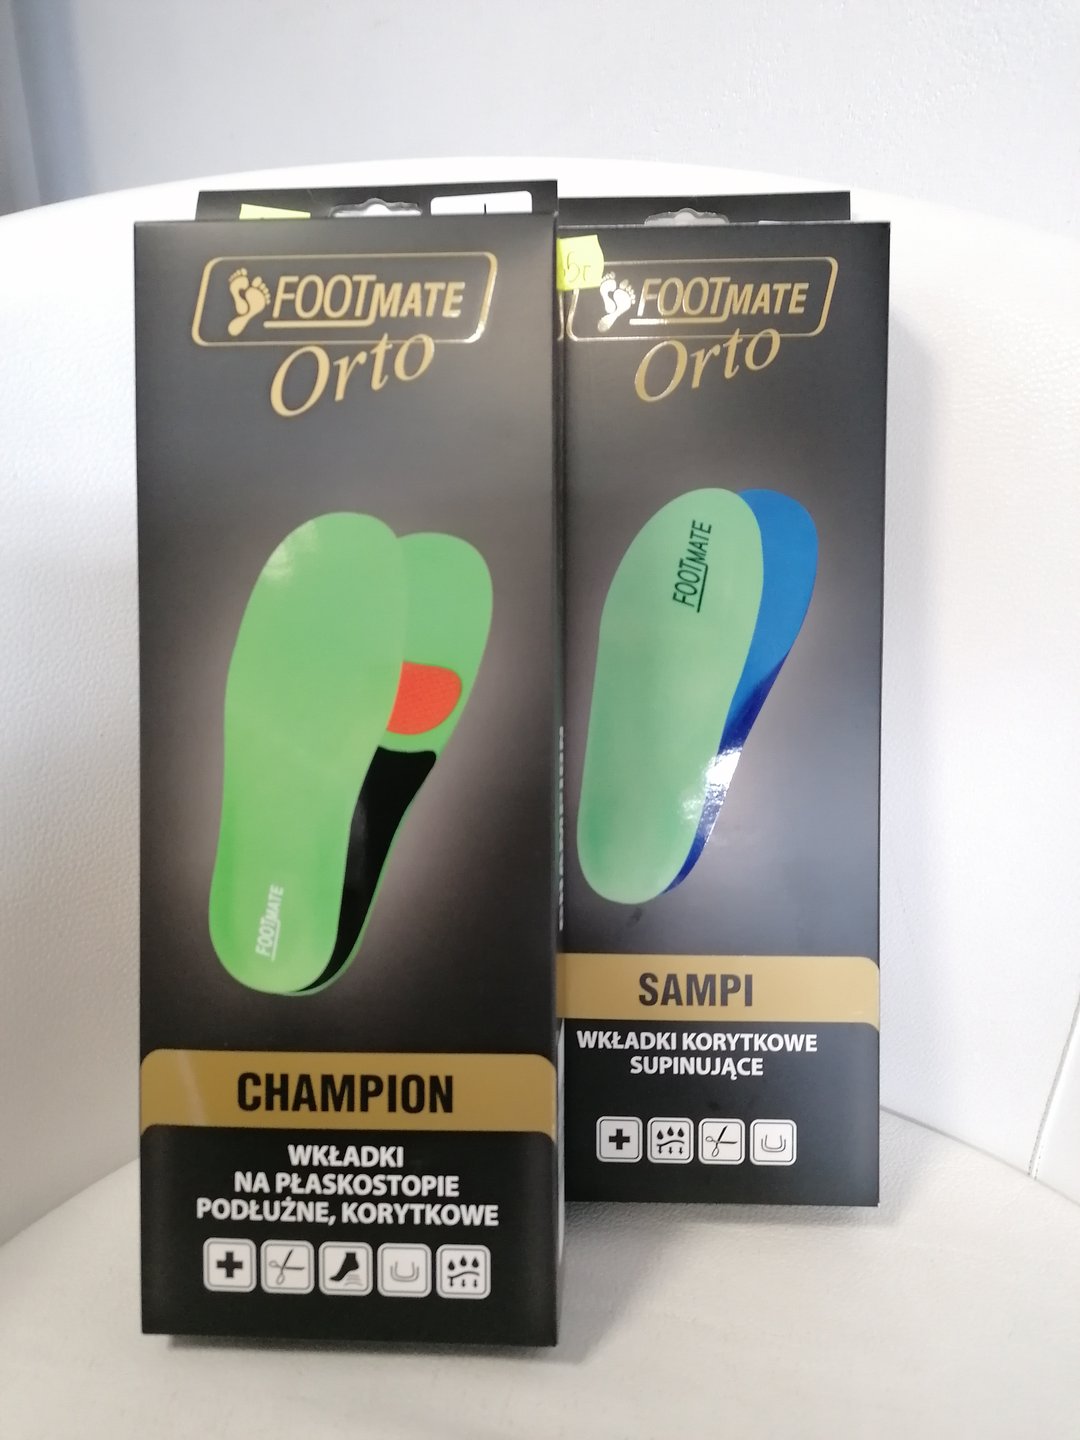 FOOTMATE
Orto
FOOTMATE
CHAMPION
WKŁADKI
NA PŁASKOSTOPIE
PODŁUŻNE, KORYTKOWE
FOOTMATE
Orto
FOOTMATE
SAMPI
WKŁADKI KORYTKOWE
SUPINUJĄCE